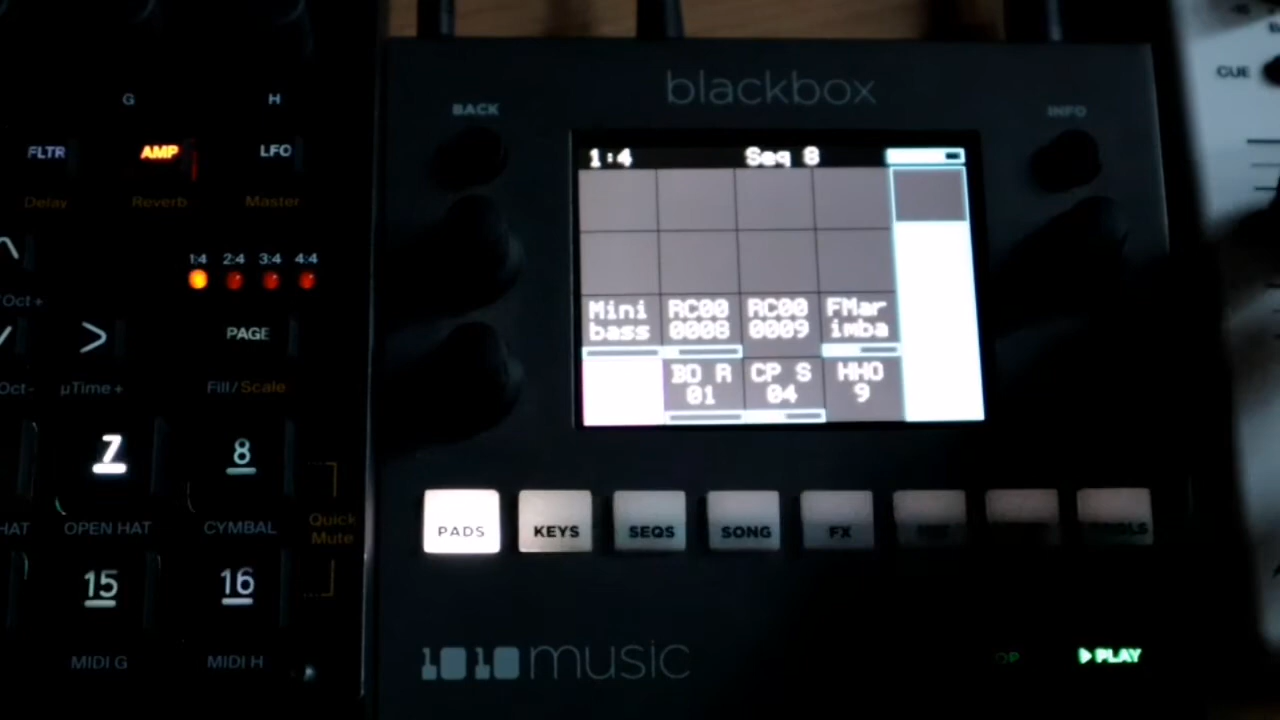 G H
FLTR AMP LFO
Delay Reverb Master
1:4 2:4 3:4 4:4
Oct +
PAGE
Oct- µTime + Fill/Scale
7 8
HAT OPEN HAT CYMBAL
Quick
Mute
15 16
MIDI G MIDI H
blackbox
BACK INFO
1:4 Seq 8
Mini RC00 RC00 FMar
bass 0008 0009 imba
BD R CP S HHO
01 04 9
PADS KEYS SEQS SONG FX
1010music
PLAY
CUE